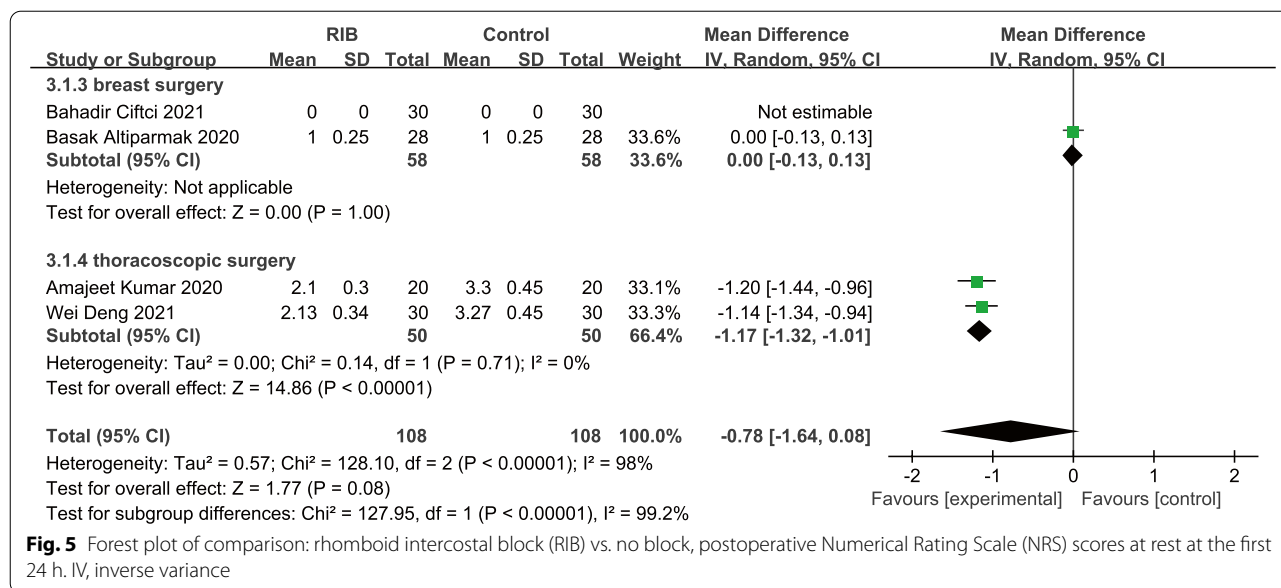 RIB Control Mean Difference Mean Difference
Study or Subgroup Mean SD Total Mean SD Total Weight IV, Random, 95% CI IV, Random, 95% CI
3.1.3 breast surgery
Bahadir Ciftci 2021 0 0 30 0 0 30 Not estimable
Basak Altiparmak 2020 1 0.25 28 1 0.25 28 33.6% 0.00 [-0.13, 0.13]
Subtotal (95% CI) 58 58 33.6% 0.00 [-0.13, 0.13]
Heterogeneity: Not applicable
Test for overall effect: Z = 0.00 (P = 1.00)
3.1.4 thoracoscopic surgery
Amajeet Kumar 2020 2.1 0.3 20 3.3 0.45 20 33.1% -1.20 [-1.44, -0.96]
Wei Deng 2021 2.13 0.34 30 3.27 0.45 30 33.3% -1.14 [-1.34, -0.94]
Subtotal (95% CI) 50 50 66.4% -1.17 [-1.32, -1.01]
Heterogeneity: Tau² = 0.00; Chi² = 0.14, df = 1 (P = 0.71); I² = 0%
Test for overall effect: Z = 14.86 (P < 0.00001)
Total (95% CI) 108 108 100.0% -0.78 [-1.64, 0.08]
Heterogeneity: Tau² = 0.57; Chi² = 128.10, df = 2 (P < 0.00001); I² = 98%
Test for overall effect: Z = 1.77 (P = 0.08)
Test for subgroup differences: Chi² = 127.95, df = 1 (P < 0.00001), I² = 99.2%
-2 -1 0 1 2
Favours [experimental] Favours [control]
Fig. 5 Forest plot of comparison: rhomboid intercostal block (RIB) vs. no block, postoperative Numerical Rating Scale (NRS) scores at rest at the first
24 h. IV, inverse variance